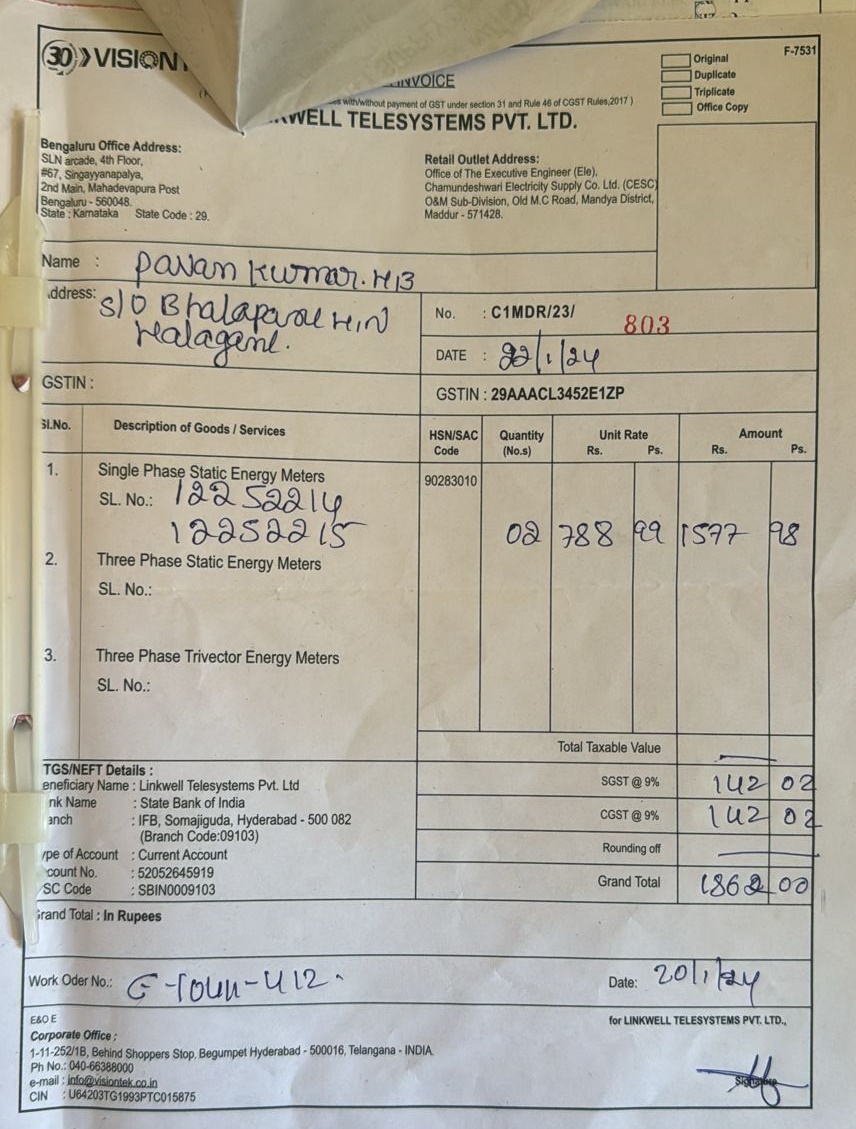 F-7531
30 VISION
INVOICE
Original
Duplicate
Triplicate
Office Copy
with/without payment of GST under section 31 and Rule 46 of CGST Rules,2017 )
WELL TELESYSTEMS PVT. LTD.
Bengaluru Office Address:
SLN arcade, 4th Floor,
#67, Singayyanapalya,
2nd Main, Mahadevapura Post
Bengaluru - 560048.
State : Karnataka State Code : 29.
Retail Outlet Address:
Office of The Executive Engineer (Ele),
Chamundeshwari Electricity Supply Co. Ltd. (CESC)
O&M Sub-Division, Old M.C Road, Mandya District,
Maddur - 571428.
Name : Pavan Kumar. H B
ddress: S/O H N
No. : C1MDR/23/ 803
DATE : 22/1/24
GSTIN :
GSTIN : 29AAACL3452E1ZP
Sl.No. Description of Goods / Services HSN/SAC Code Quantity (No.s) Unit Rate Rs. Ps. Amount Rs. Ps.
1. Single Phase Static Energy Meters 90283010
SL. No.: 12252214
12252215 02 788 99 1577 98
2. Three Phase Static Energy Meters
SL. No.:
3. Three Phase Trivector Energy Meters
SL. No.:
Total Taxable Value
SGST @ 9% 142 02
CGST @ 9% 142 02
Rounding off
Grand Total 1862 00
TGS/NEFT Details :
eneficiary Name : Linkwell Telesystems Pvt. Ltd
nk Name : State Bank of India
anch : IFB, Somajiguda, Hyderabad - 500 082
(Branch Code:09103)
ype of Account : Current Account
count No. : 52052645919
SC Code : SBIN0009103
Grand Total : In Rupees
Work Oder No.: 412
Date: 20/1/24
E&O E
for LINKWELL TELESYSTEMS PVT. LTD.,
Corporate Office ;
1-11-252/1B, Behind Shoppers Stop, Begumpet Hyderabad - 500016, Telangana - INDIA.
Ph No.: 040-66388000
e-mail : info@visiontek.co.in
CIN : U64203TG1993PTC015875
Signature